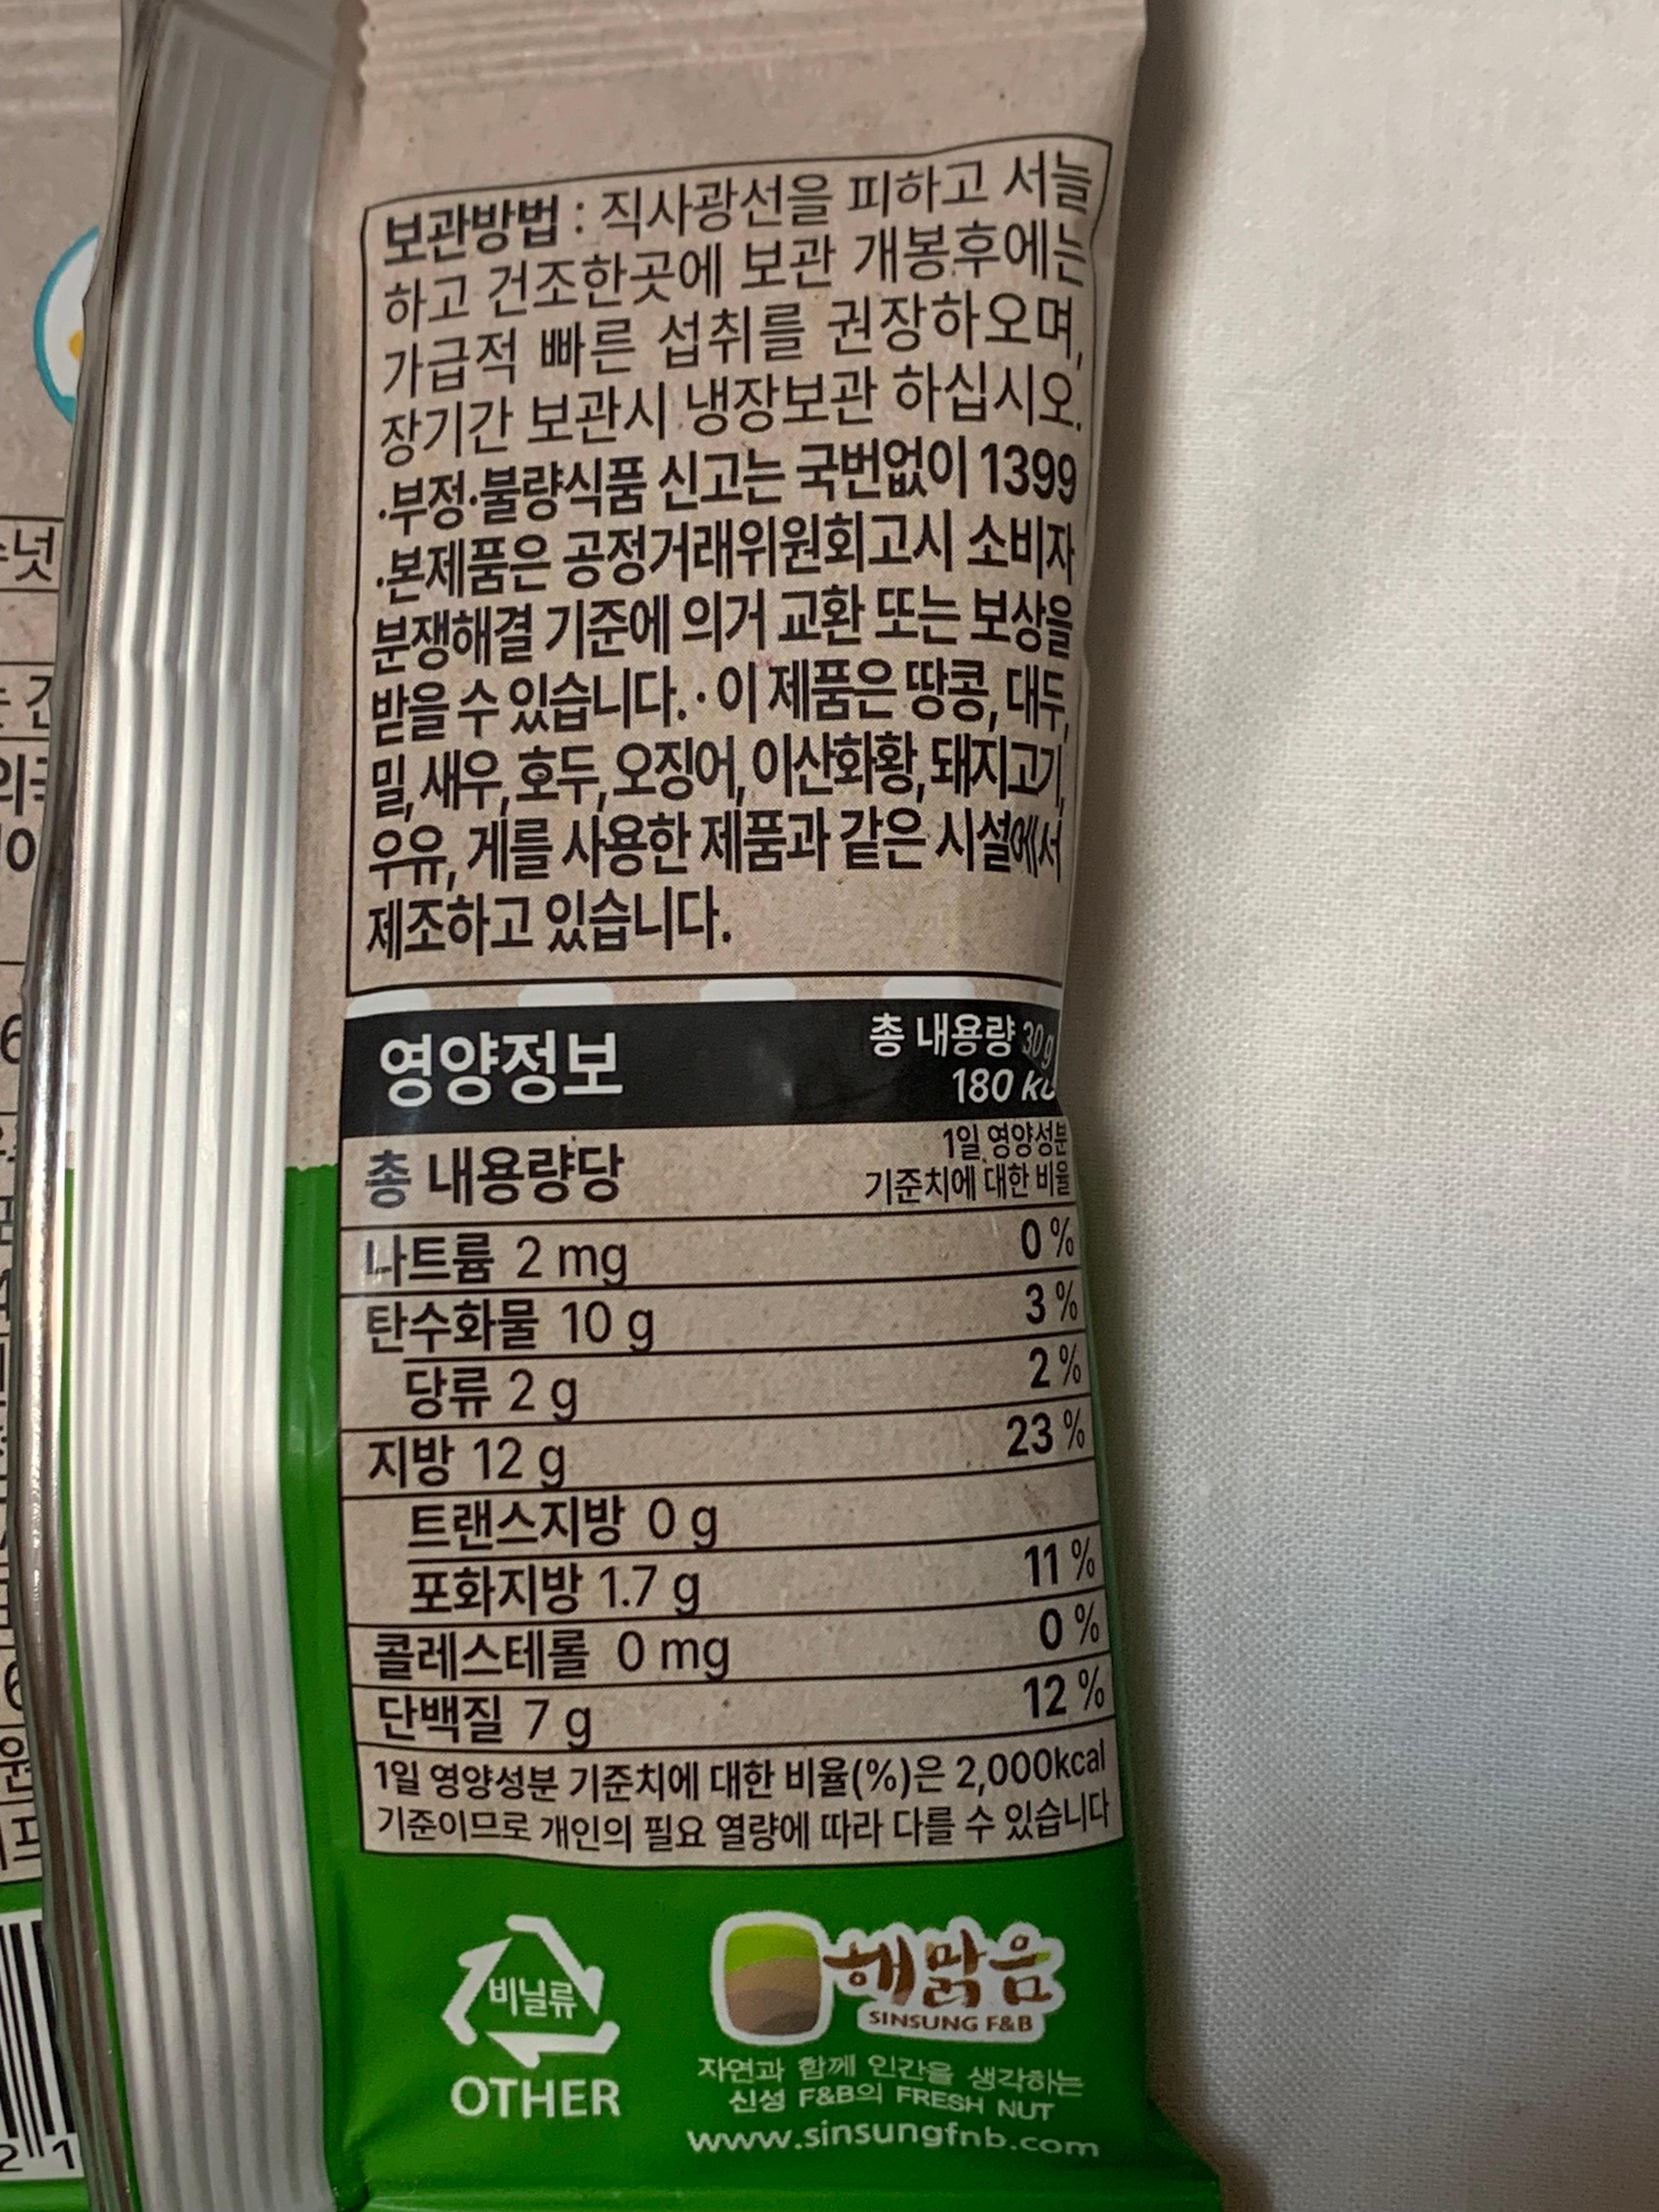 보관방법 : 직사광선을 피하고 서늘
하고 건조한곳에 보관 개봉후에는
가급적 빠른 섭취를 권장하오며,
장기간 보관시 냉장보관 하십시오.
·부정·불량식품 신고는 국번없이 1399
·본제품은 공정거래위원회고시 소비자
분쟁해결 기준에 의거 교환 또는 보상을
받을 수 있습니다. · 이 제품은 땅콩, 대두,
밀, 새우, 호두, 오징어, 이산화황, 돼지고기,
우유, 게를 사용한 제품과 같은 시설에서
제조하고 있습니다.
영양정보
총 내용량 30 g
180
총 내용량당
1일 영양성분
기준치에 대한 비율
나트륨 2 mg 0 %
탄수화물 10 g 3 %
당류 2 g 2 %
지방 12 g 23 %
트랜스지방 0 g
포화지방 1.7 g 11 %
콜레스테롤 0 mg 0 %
단백질 7 g 12 %
1일 영양성분 기준치에 대한 비율(%)은 2,000kcal
기준이므로 개인의 필요 열량에 따라 다를 수 있습니다
비닐류
OTHER
해맑음
SINSUNG F&B
자연과 함께 인간을 생각하는
신성 F&B의 FRESH NUT
www.sinsungfnb.com